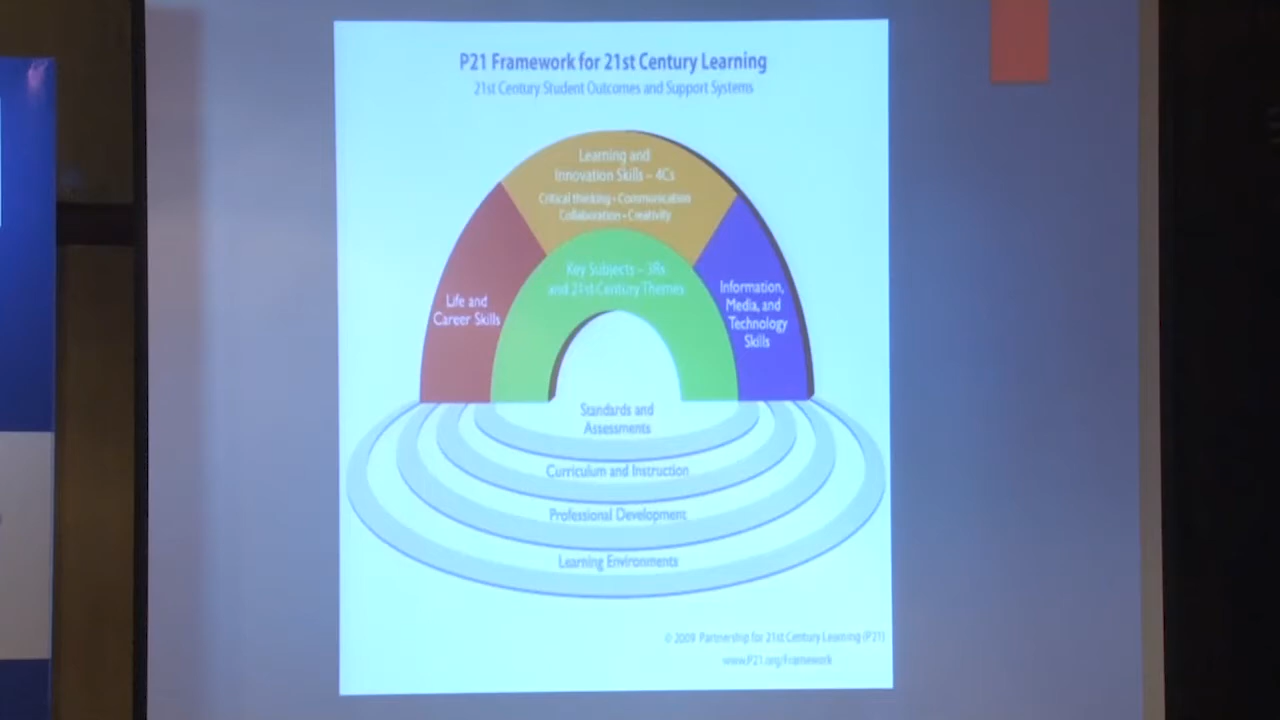 P21 Framework for 21st Century Learning
21st Century Student Outcomes and Support Systems
Learning and
Innovation Skills – 4Cs
Critical thinking • Communication
Collaboration • Creativity
Key Subjects – 3Rs
and 21st Century Themes
Life and
Career Skills
Information,
Media, and
Technology
Skills
Standards and
Assessments
Curriculum and Instruction
Professional Development
Learning Environments
© 2009 Partnership for 21st Century Learning (P21)
www.P21.org/Framework